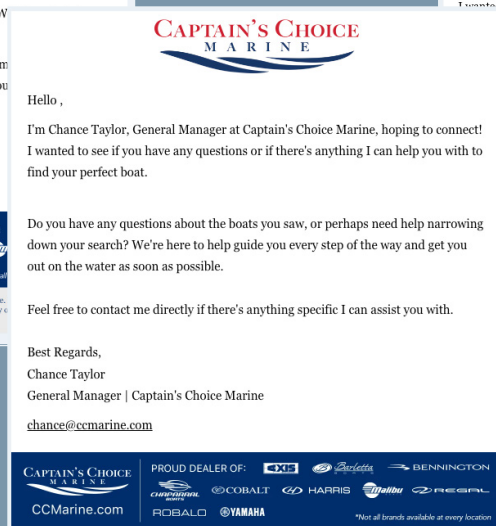 I wanted
CAPTAIN'S CHOICE
MARINE
Hello ,
I'm Chance Taylor, General Manager at Captain's Choice Marine, hoping to connect!
I wanted to see if you have any questions or if there's anything I can help you with to
find your perfect boat.
Do you have any questions about the boats you saw, or perhaps need help narrowing
down your search? We're here to help guide you every step of the way and get you
out on the water as soon as possible.
Feel free to contact me directly if there's anything specific I can assist you with.
Best Regards,
Chance Taylor
General Manager | Captain's Choice Marine
chance@ccmarine.com
CAPTAIN'S CHOICE
MARINE
CCMarine.com
PROUD DEALER OF: AXIS Barletta BENNINGTON
CHAPARRAL BOATS COBALT HARRIS Malibu REGAL
ROBALO YAMAHA
*Not all brands available at every location